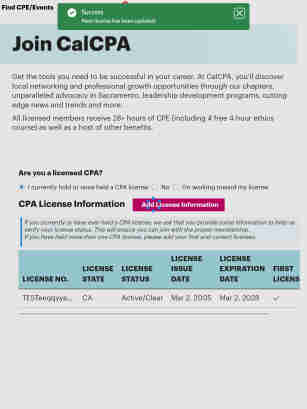 Find CPE/Events
Success
Your license has been updated
Join CalCPA
Get the tools you need to be successful in your career. At CalCPA, you'll discover
local networking and professional growth opportunities through our chapters,
unparalleled advocacy in Sacramento, leadership development programs, cutting-
edge news and trends and more.
All licensed members receive 28+ hours of CPE (including 4 free 4-hour ethics
courses) as well as a host of other benefits.
Are you a licensed CPA?
I currently hold or once held a CPA license No I'm working toward my license
CPA License Information Add License Information
If you currently or have ever held a CPA license, we ask that you provide some information to help us
verify your license status. This will ensure you can join with the proper membership.
If you have held more than one CPA license, please add your first and current licenses.
LICENSE NO. LICENSE STATE LICENSE STATUS LICENSE ISSUE DATE LICENSE EXPIRATION DATE FIRST LICENS
CA Active/Clear Mar 2, 2005 Mar 2, 2028